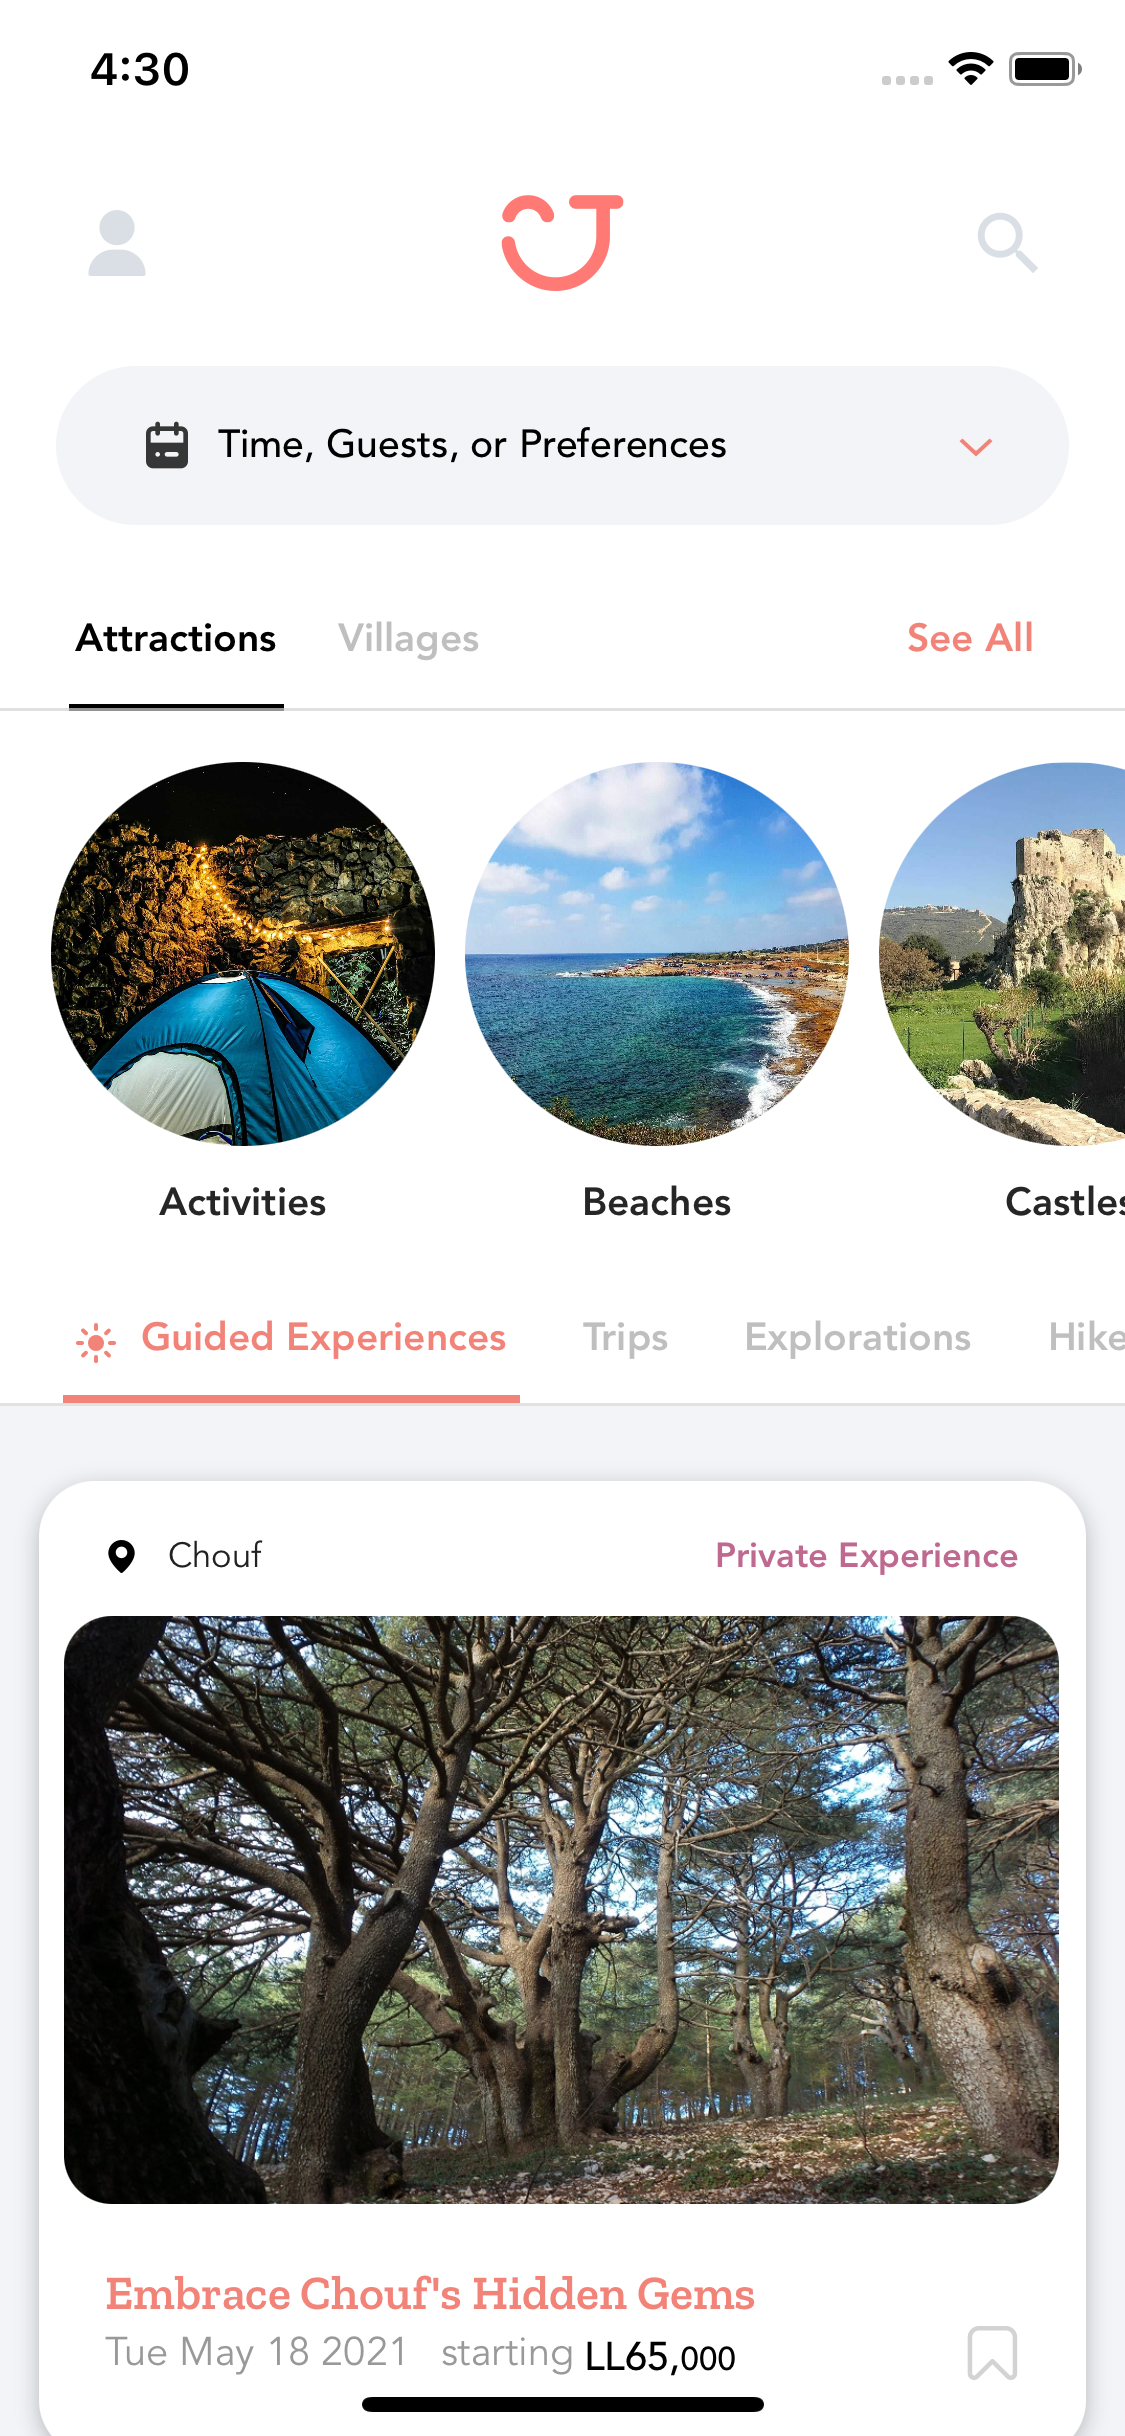 4:30
Time, Guests, or Preferences
Attractions Villages See All
Activities Beaches Castles
Guided Experiences Trips Explorations Hike
Chouf Private Experience
Embrace Chouf's Hidden Gems
Tue May 18 2021 starting LL65,000